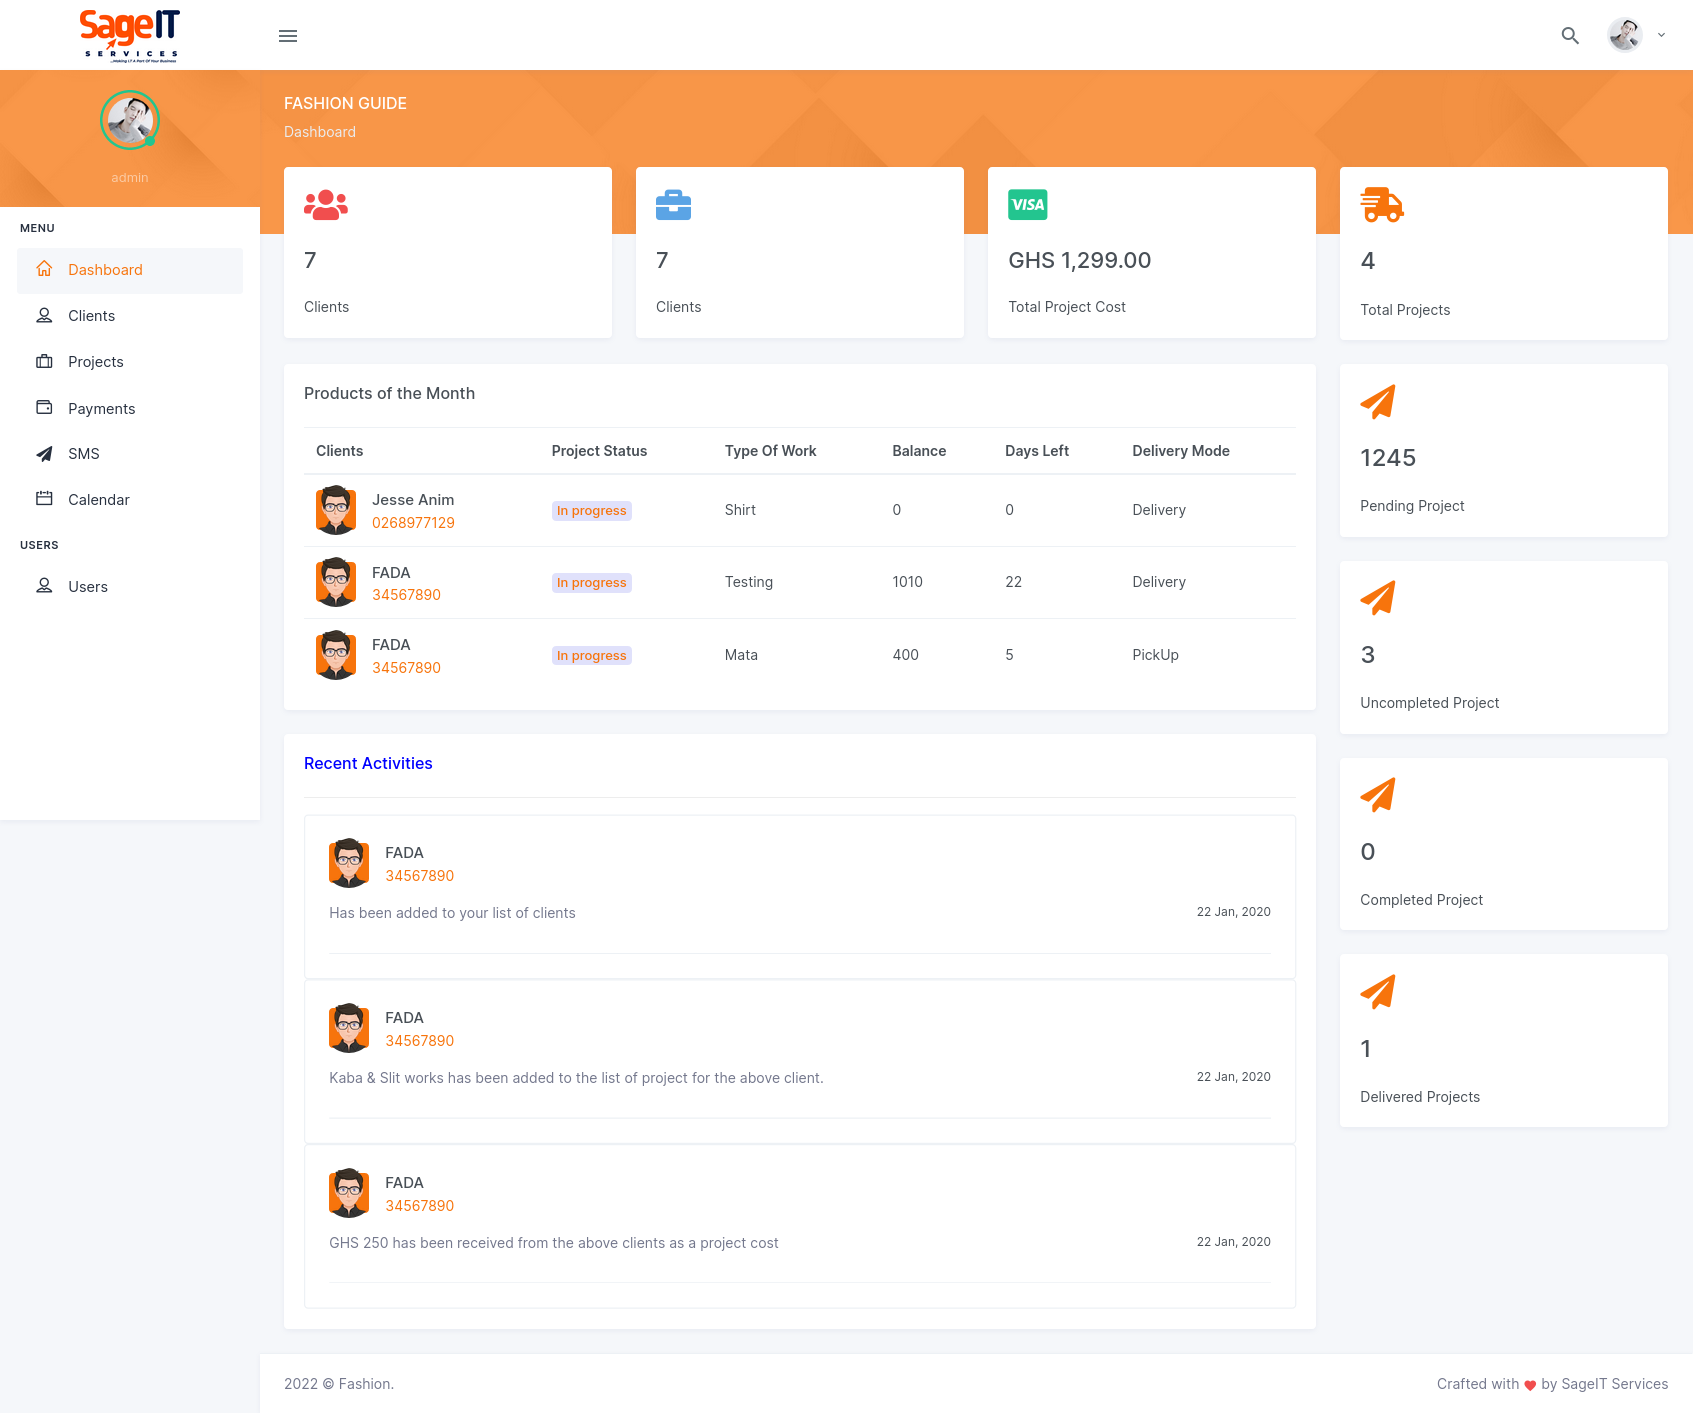 SageIT
SERVICES
...Making I.T A Part Of Your Business
admin
MENU
Dashboard
Clients
Projects
Payments
SMS
Calendar
USERS
Users
FASHION GUIDE
Dashboard
7
Clients
7
Clients
VISA
GHS 1,299.00
Total Project Cost
4
Total Projects
Products of the Month
Clients Project Status Type Of Work Balance Days Left Delivery Mode
Jesse Anim
0268977129
In progress Shirt 0 0 Delivery
FADA
34567890
In progress Testing 1010 22 Delivery
FADA
34567890
In progress Mata 400 5 PickUp
1245
Pending Project
3
Uncompleted Project
0
Completed Project
1
Delivered Projects
Recent Activities
FADA
34567890
Has been added to your list of clients 22 Jan, 2020
FADA
34567890
Kaba & Slit works has been added to the list of project for the above client. 22 Jan, 2020
FADA
34567890
GHS 250 has been received from the above clients as a project cost 22 Jan, 2020
2022 © Fashion.
Crafted with ❤ by SageIT Services